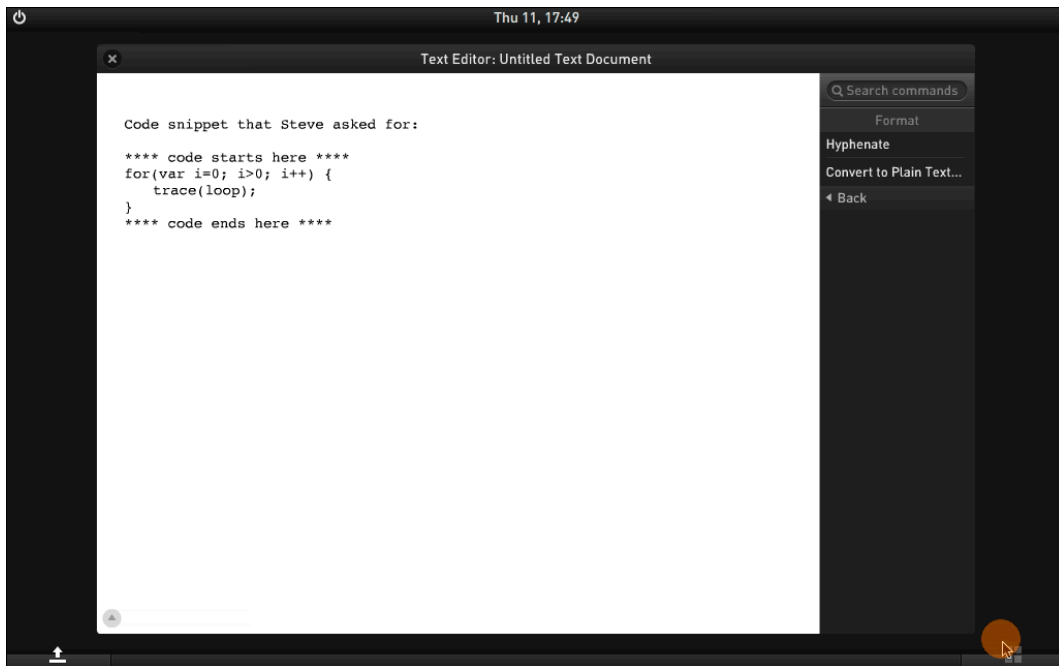 Thu 11, 17:49
Text Editor: Untitled Text Document
Code snippet that Steve asked for:
**** code starts here ****
for(var i=0; i>0; i++) {
trace(loop);
}
**** code ends here ****
Search commands
Format
Hyphenate
Convert to Plain Text...
Back